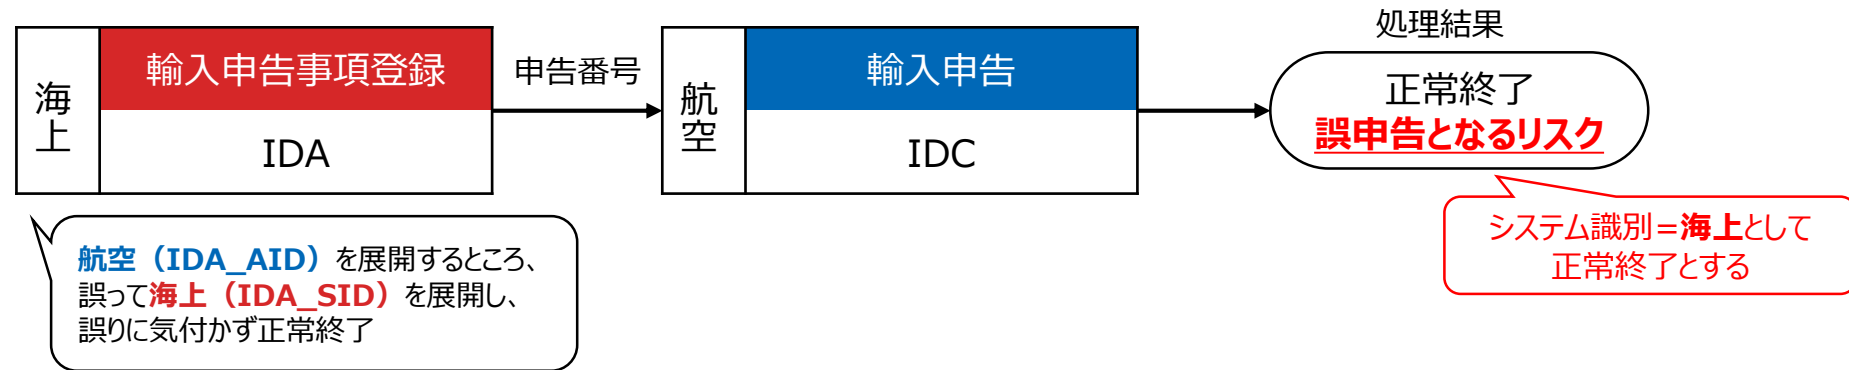 処理結果
海上
輸入申告事項登録
IDA
申告番号
航空
輸入申告
IDC
正常終了
誤申告となるリスク
航空（IDA_AID）を展開するところ、
誤って海上（IDA_SID）を展開し、
誤りに気付かず正常終了
システム識別＝海上として
正常終了とする